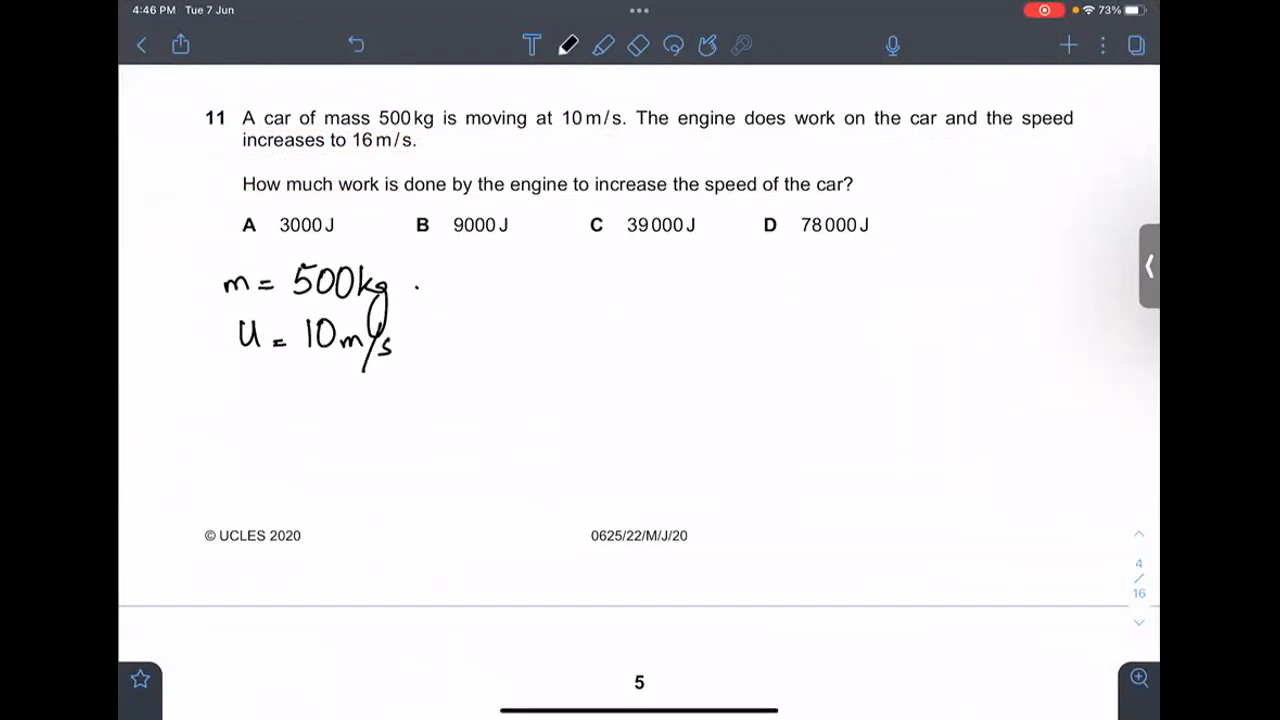 4:46 PM Tue 7 Jun
73%
11 A car of mass 500 kg is moving at 10 m/s. The engine does work on the car and the speed
increases to 16 m/s.
How much work is done by the engine to increase the speed of the car?
A 3000 J B 9000 J C 39 000 J D 78 000 J
m = 500kg
u = 10m/s
© UCLES 2020 0625/22/M/J/20
4
/
16
5